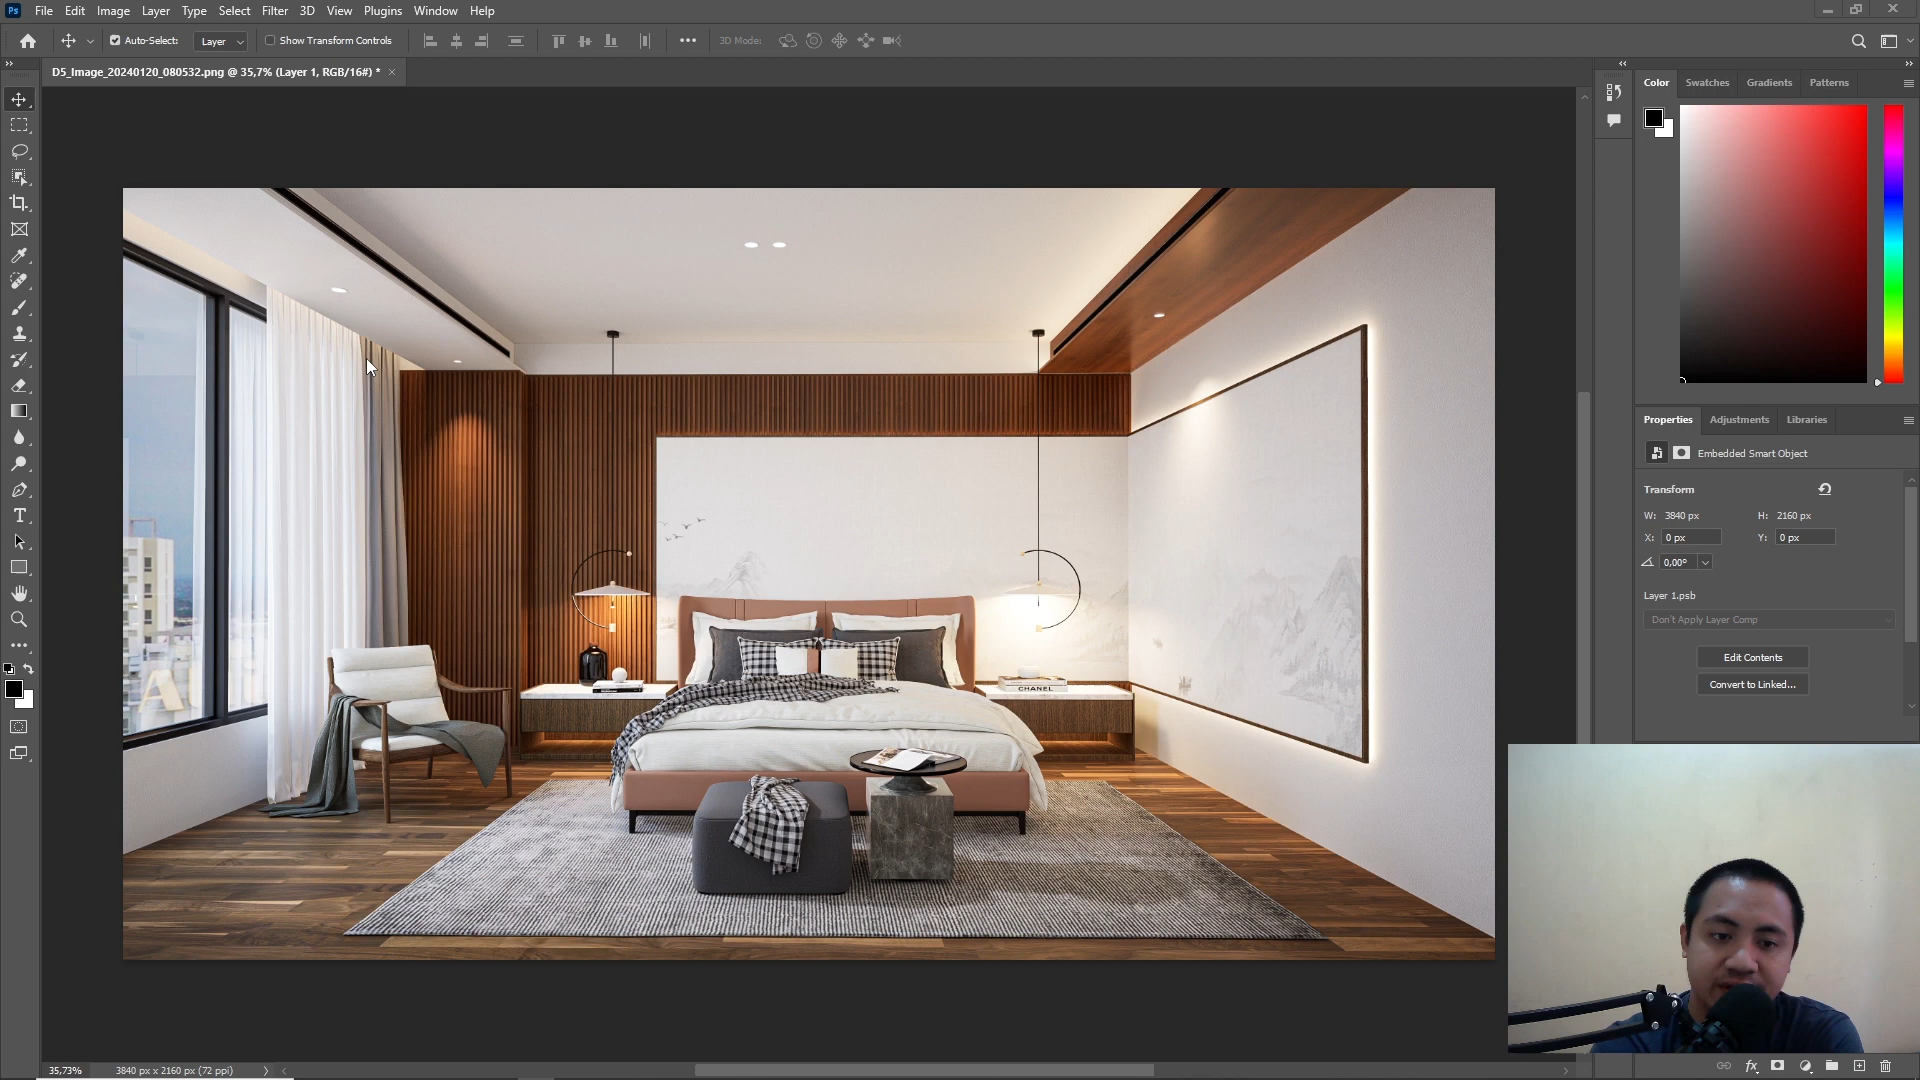 Ps File Edit Image Layer Type Select Filter 3D View Plugins Window Help
Auto-Select: Layer Show Transform Controls 3D Mode:
D5_Image_20240120_080532.png @ 35,7% (Layer 1, RGB/16#) *
Color Swatches Gradients Patterns
Properties Adjustments Libraries
Embedded Smart Object
Transform
W: 3840 px H: 2160 px
X: 0 px Y: 0 px
0,00°
Layer 1.psb
Don't Apply Layer Comp
Edit Contents
Convert to Linked...
CHANEL
A
35,73% 3840 px x 2160 px (72 ppi)
fx